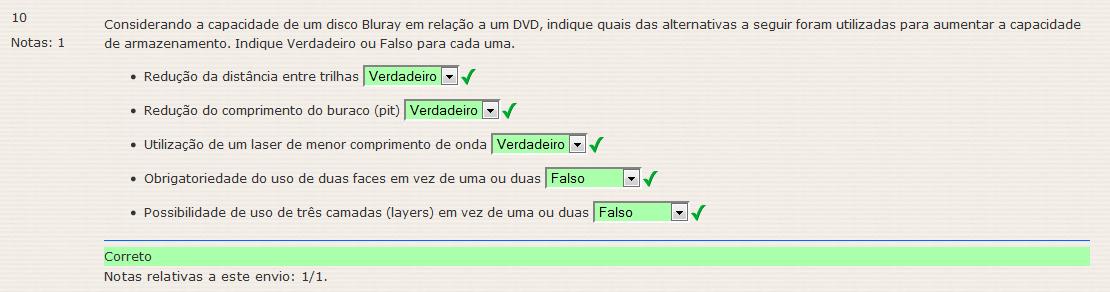 10
Notas: 1
Considerando a capacidade de um disco Bluray em relação a um DVD, indique quais das alternativas a seguir foram utilizadas para aumentar a capacidade
de armazenamento. Indique Verdadeiro ou Falso para cada uma.
• Redução da distância entre trilhas Verdadeiro
• Redução do comprimento do buraco (pit) Verdadeiro
• Utilização de um laser de menor comprimento de onda Verdadeiro
• Obrigatoriedade do uso de duas faces em vez de uma ou duas Falso
• Possibilidade de uso de três camadas (layers) em vez de uma ou duas Falso
Correto
Notas relativas a este envio: 1/1.